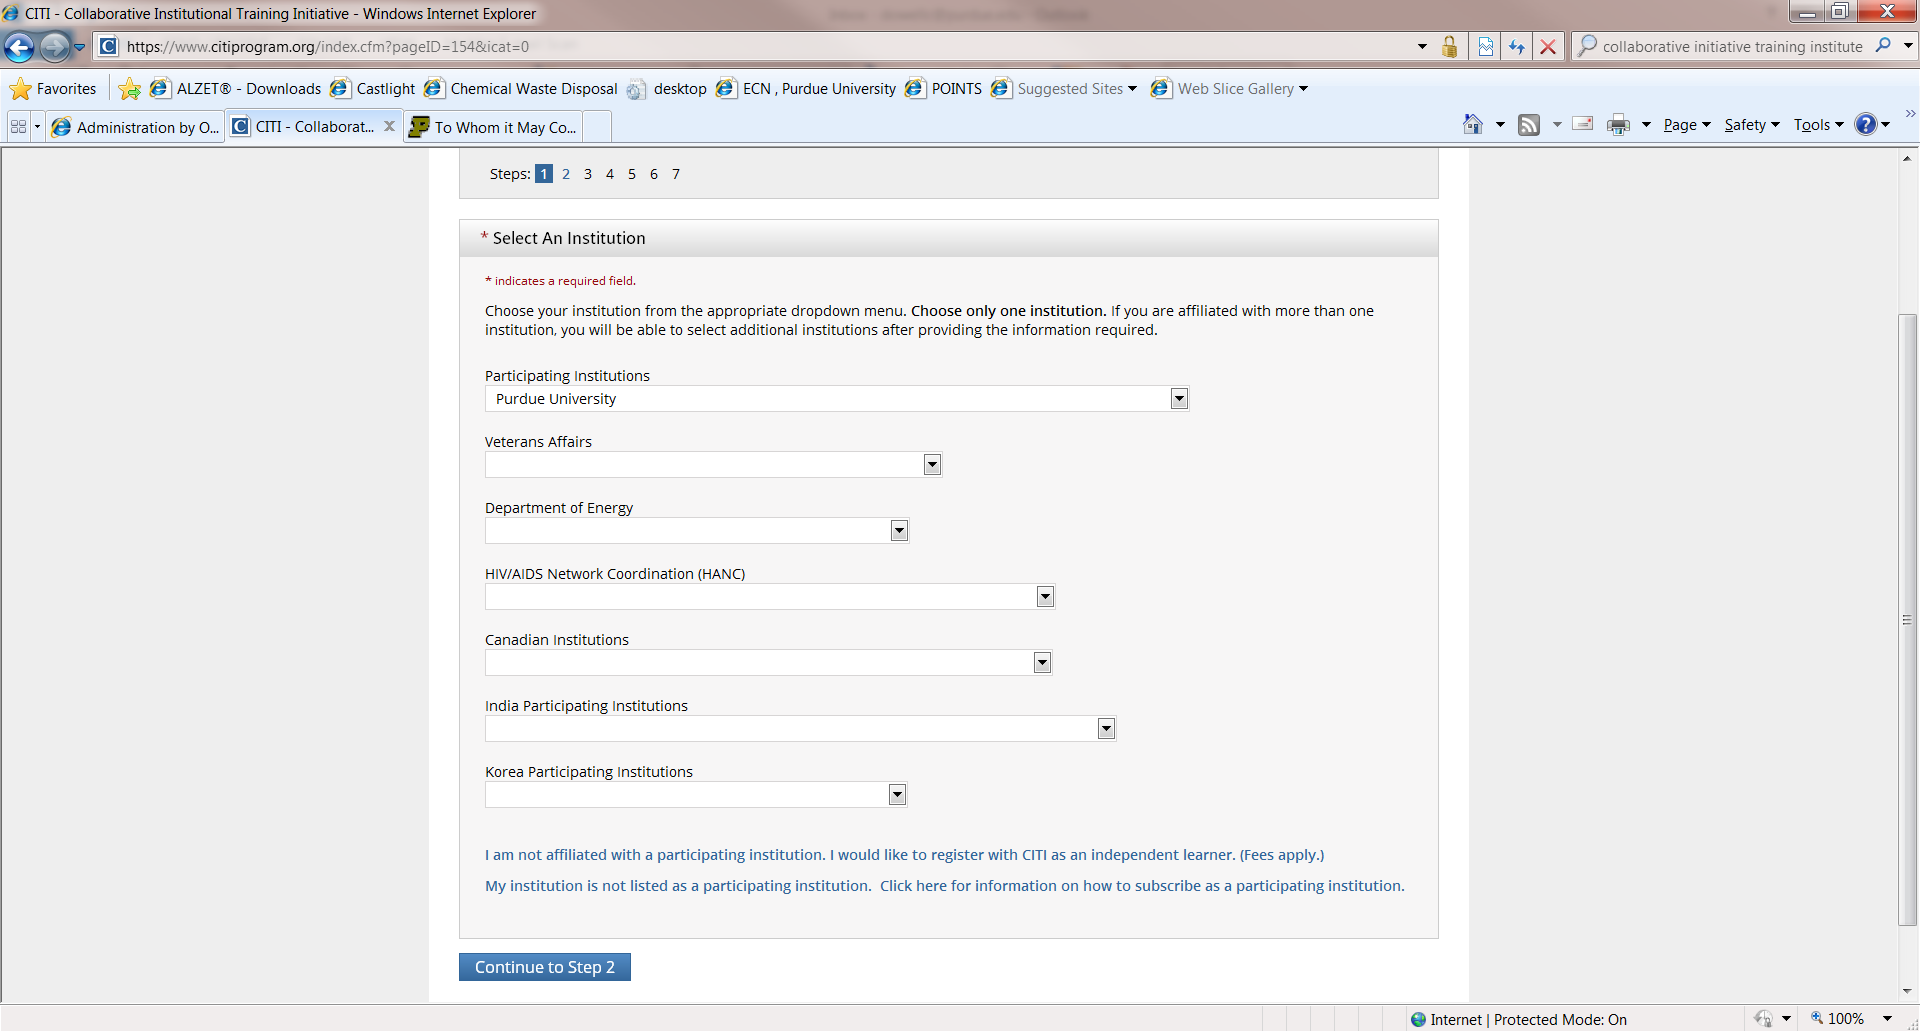 CITI - Collaborative Institutional Training Initiative - Windows Internet Explorer
https://www.citiprogram.org/index.cfm?pageID=154&icat=0
collaborative initiative training institute
Favorites
ALZET® - Downloads
Castlight
Chemical Waste Disposal
desktop
ECN , Purdue University
POINTS
Suggested Sites
Web Slice Gallery
Administration by O...
CITI - Collaborat...
To Whom it May Co...
Page
Safety
Tools
Steps: 1 2 3 4 5 6 7
* Select An Institution
* indicates a required field.
Choose your institution from the appropriate dropdown menu. Choose only one institution. If you are affiliated with more than one
institution, you will be able to select additional institutions after providing the information required.
Participating Institutions
Purdue University
Veterans Affairs
Department of Energy
HIV/AIDS Network Coordination (HANC)
Canadian Institutions
India Participating Institutions
Korea Participating Institutions
I am not affiliated with a participating institution. I would like to register with CITI as an independent learner. (Fees apply.)
My institution is not listed as a participating institution.  Click here for information on how to subscribe as a participating institution.
Continue to Step 2
Internet | Protected Mode: On
100%